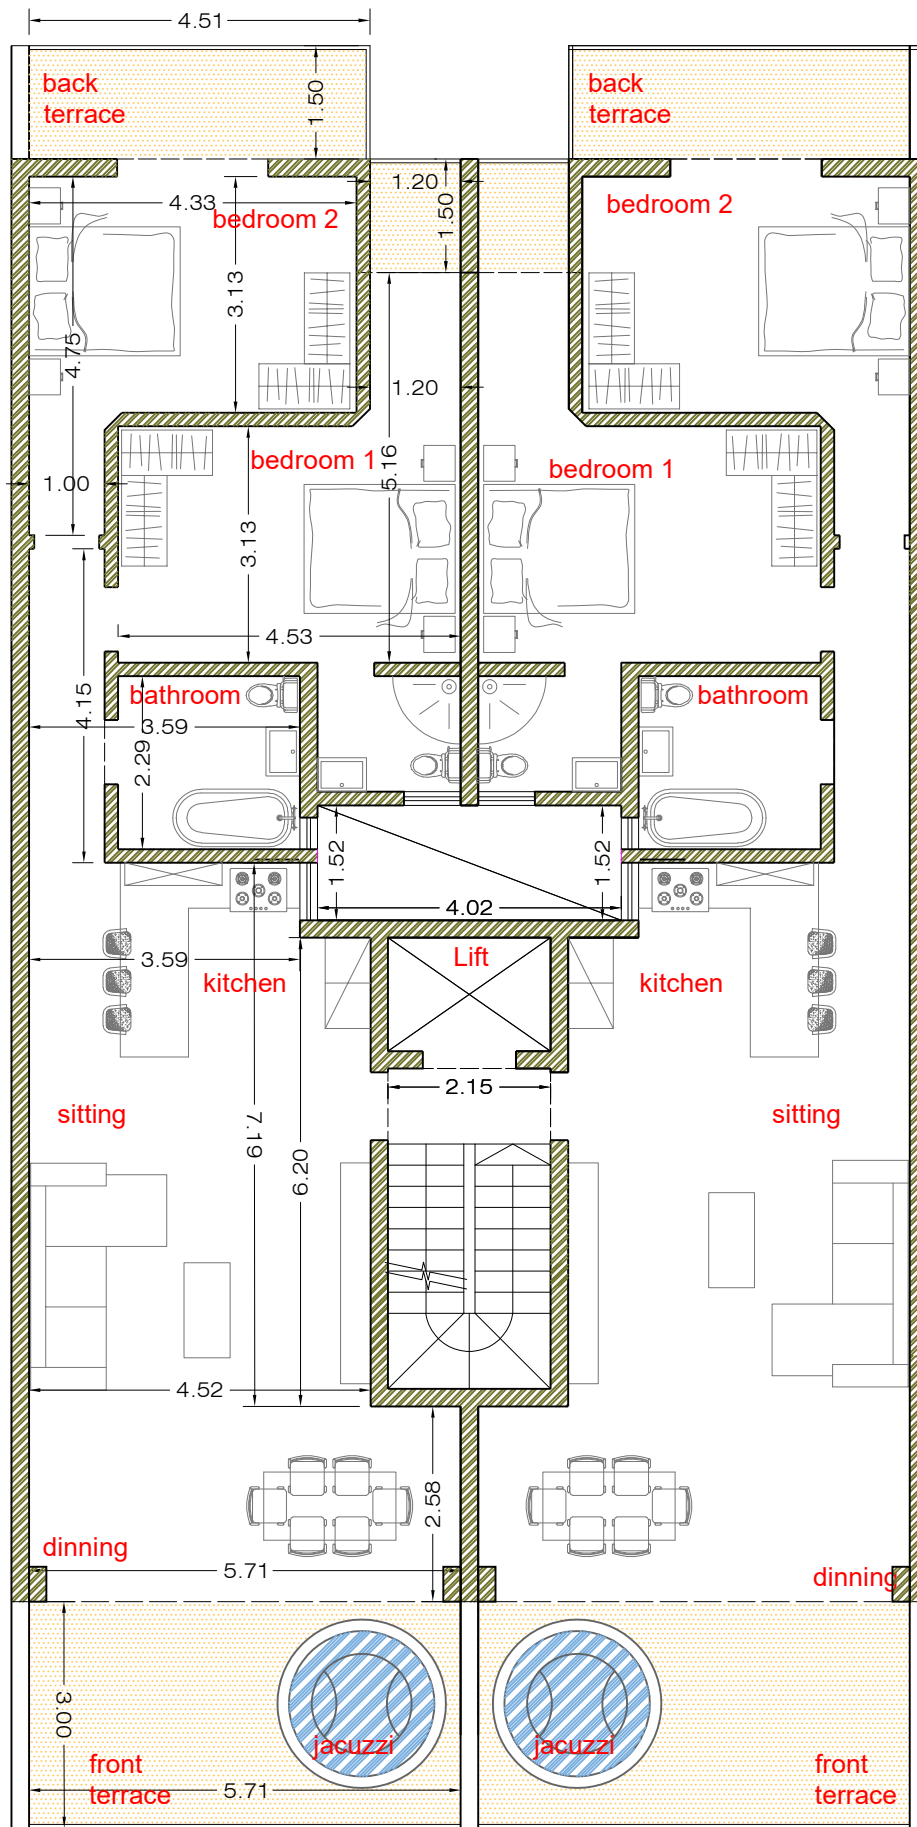 4.51
back
terrace
1.50
back
terrace
1.20
4.33
bedroom 2
1.50
bedroom 2
3.13
4.75
1.20
bedroom 1
5.16
bedroom 1
1.00
3.13
4.53
4.15
bathroom
3.59
2.29
bathroom
1.52
1.52
4.02
3.59
kitchen
Lift
kitchen
2.15
sitting
7.19
6.20
sitting
4.52
2.58
dinning
5.71
dinning
3.00
jacuzzi
jacuzzi
front
terrace
5.71
front
terrace